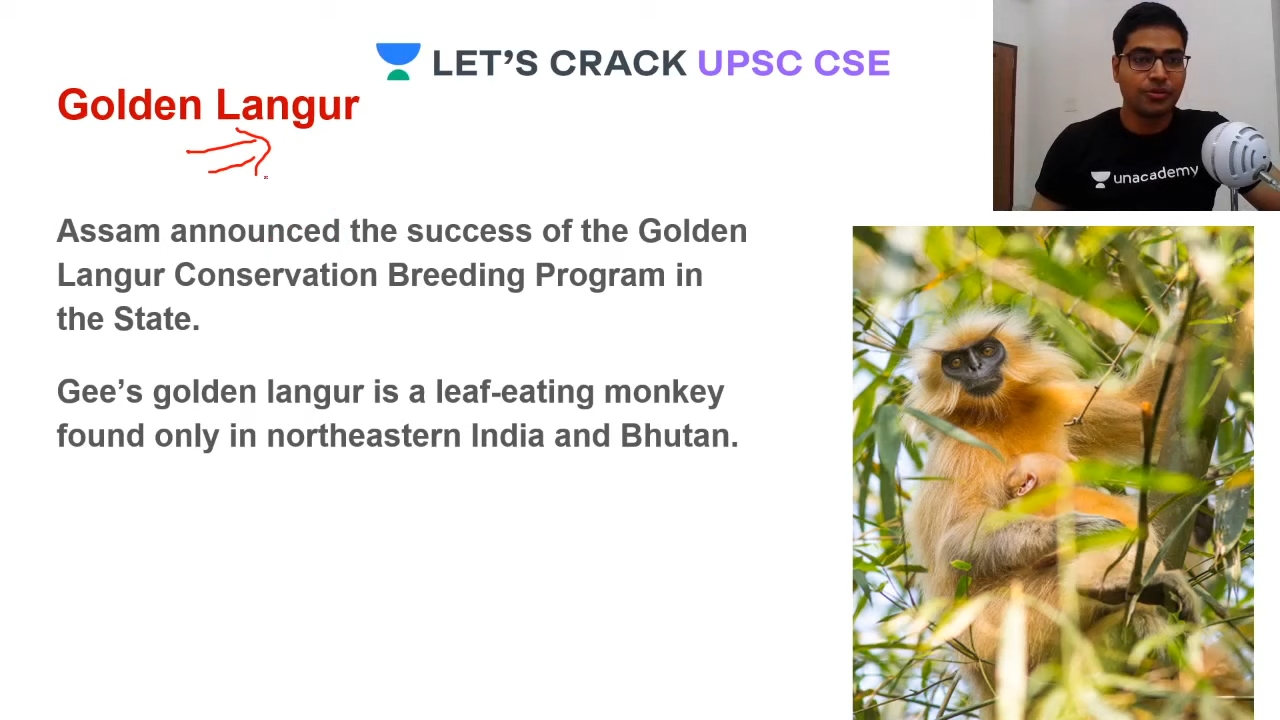 LET'S CRACK UPSC CSE
Golden Langur
unacademy
Assam announced the success of the Golden
Langur Conservation Breeding Program in
the State.
Gee’s golden langur is a leaf-eating monkey
found only in northeastern India and Bhutan.